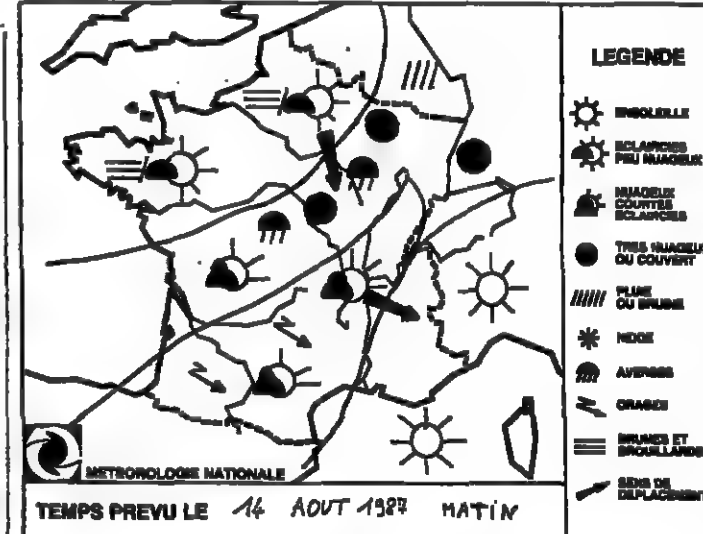 LEGENDE
ENSOLEILLE
ECLAIRCIES
PEU NUAGEUX
NUAGEUX
COURTES
ECLAIRCIES
TRES NUAGEUX
OU COUVERT
PLUIE
OU BRUINE
NEIGE
AVERSES
ORAGES
BRUMES ET
BROUILLARDS
SENS DE
DEPLACEMENT
METEOROLOGIE NATIONALE
TEMPS PREVU LE 14 AOUT 1987 MATIN